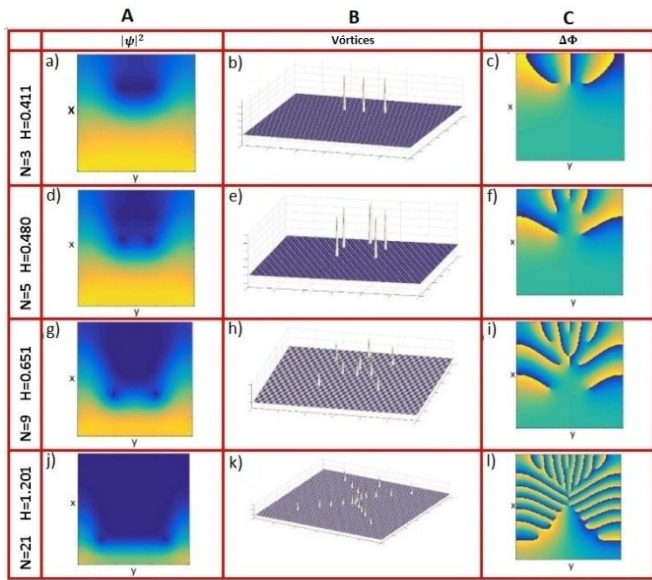 A B C
|ψ|² Vórtices ΔΦ
N=3 H=0.411
a) x y
b)
c) x y
N=5 H=0.480
d) x y
e)
f) x y
N=9 H=0.651
g) x y
h)
i) x y
N=21 H=1.201
j) x y
k)
l) x y